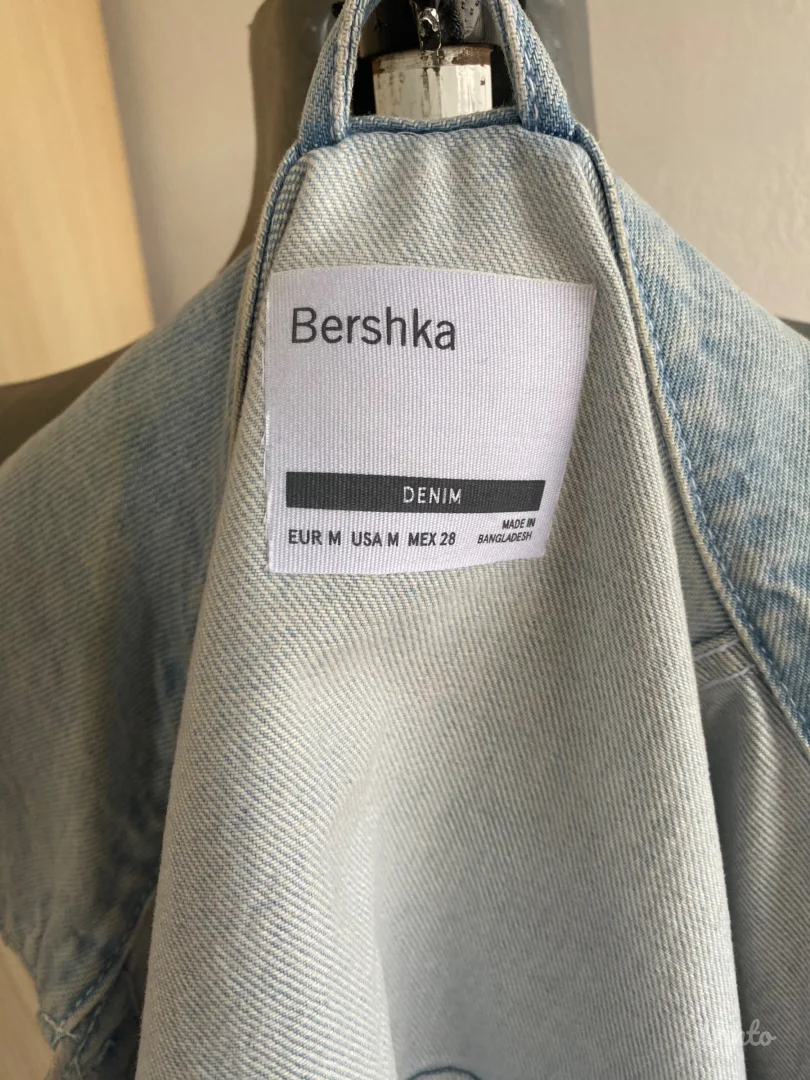 Bershka
DENIM
EUR M USA M MEX 28
MADE IN
BANGLADESH